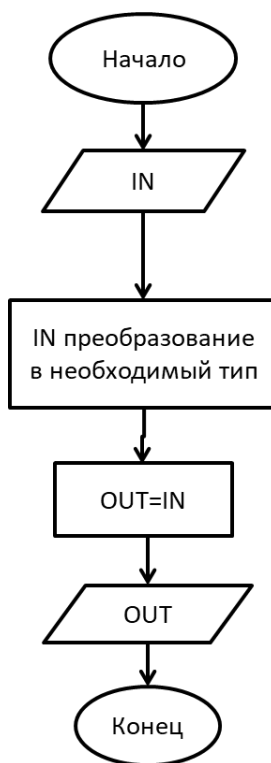 Начало
IN
IN преобразование
в необходимый тип
OUT=IN
OUT
Конец